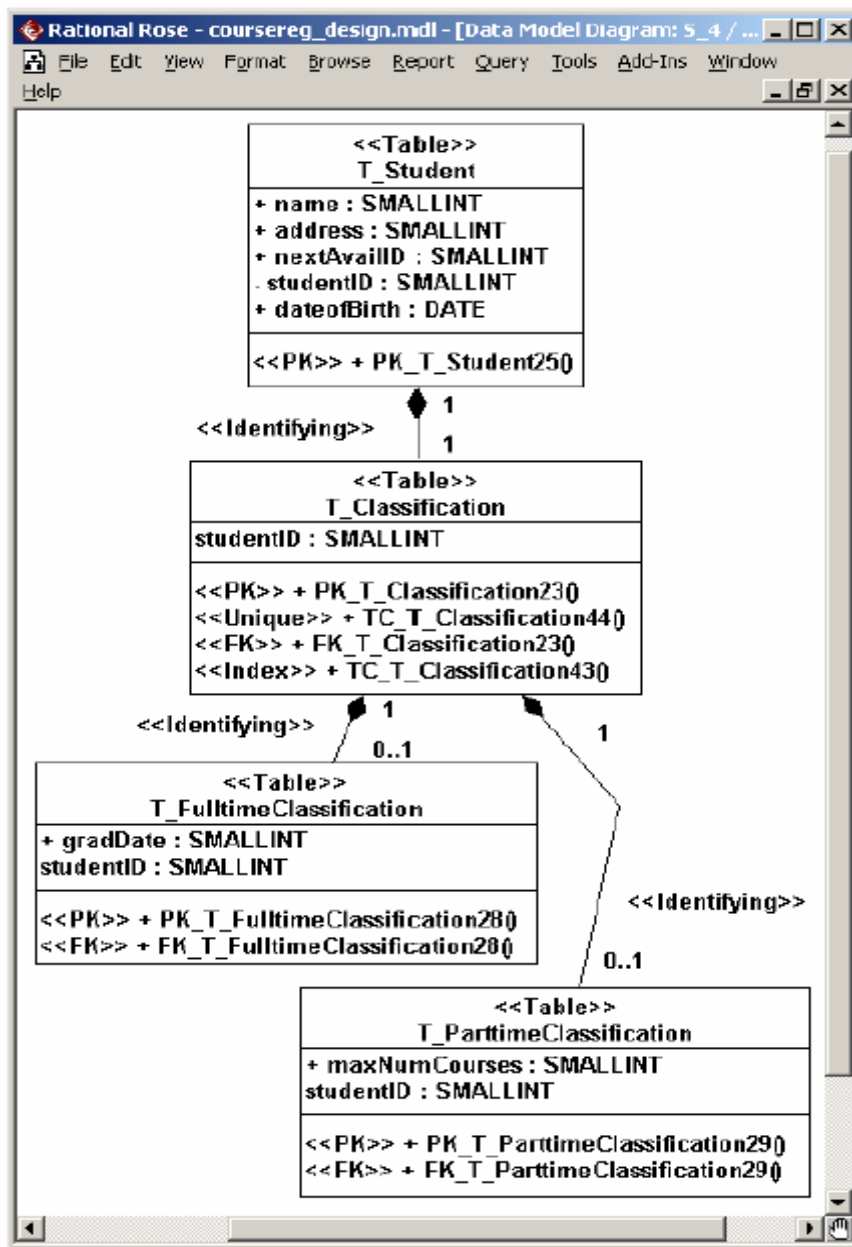 Rational Rose - coursereg_design.mdl - [Data Model Diagram: S_4 / ...
File Edit View Format Browse Report Query Tools Add-Ins Window
Help
<<Table>>
T_Student
+ name : SMALLINT
+ address : SMALLINT
+ nextAvailID : SMALLINT
- studentID : SMALLINT
+ dateofBirth : DATE
<<PK>> + PK_T_Student25()
1
<<Identifying>>
1
<<Table>>
T_Classification
studentID : SMALLINT
<<PK>> + PK_T_Classification23()
<<Unique>> + TC_T_Classification44()
<<FK>> + FK_T_Classification23()
<<Index>> + TC_T_Classification43()
<<Identifying>>
1
1
0..1
<<Table>>
T_FulltimeClassification
+ gradDate : SMALLINT
studentID : SMALLINT
<<PK>> + PK_T_FulltimeClassification28()
<<FK>> + FK_T_FulltimeClassification28()
<<Identifying>>
0..1
<<Table>>
T_ParttimeClassification
+ maxNumCourses : SMALLINT
studentID : SMALLINT
<<PK>> + PK_T_ParttimeClassification29()
<<FK>> + FK_T_ParttimeClassification29()